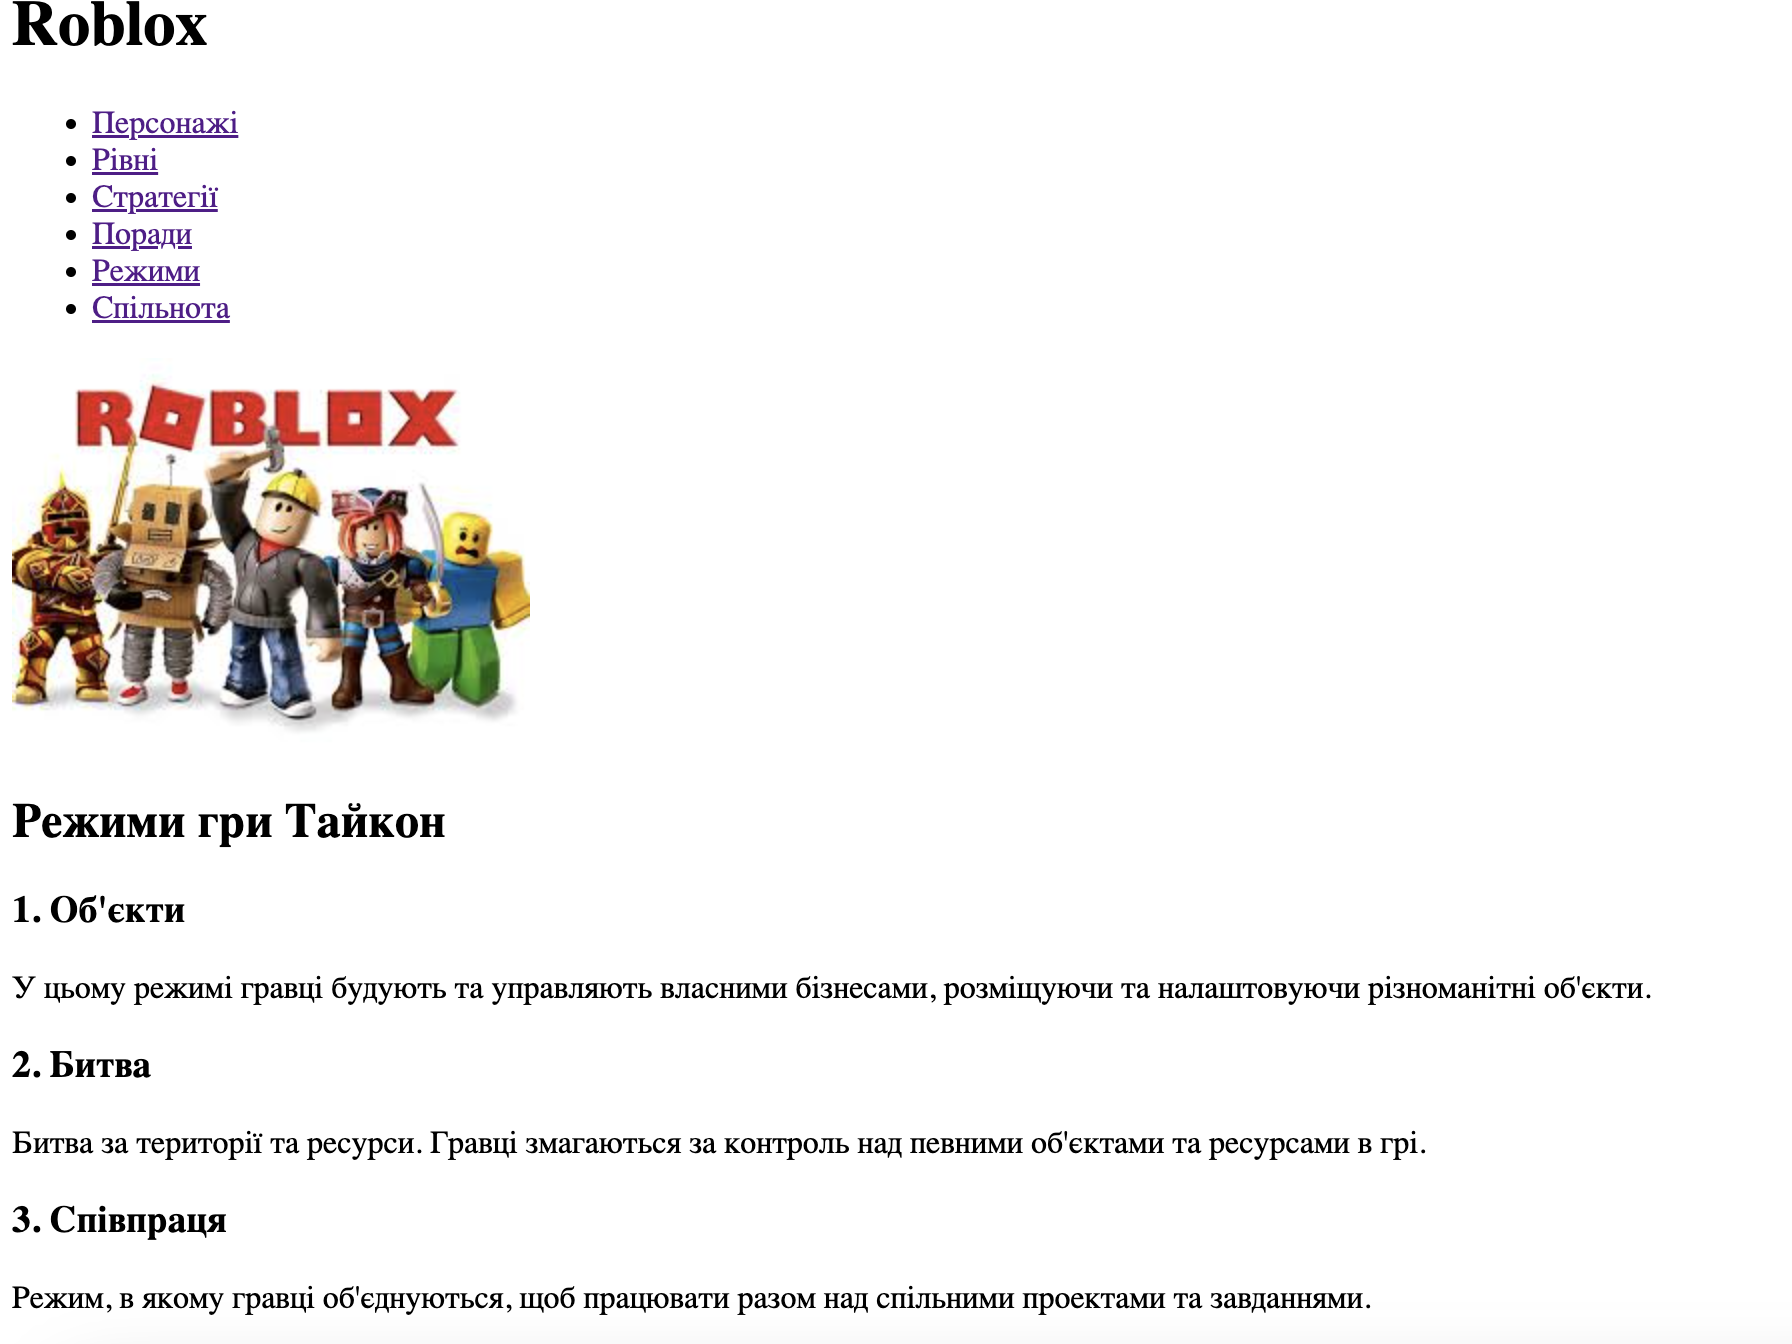 Roblox
Персонажі
Рівні
Стратегії
Поради
Режими
Спільнота
ROBLOX
Режими гри Тайкон
1. Об'єкти
У цьому режимі гравці будують та управляють власними бізнесами, розміщуючи та налаштовуючи різноманітні об'єкти.
2. Битва
Битва за території та ресурси. Гравці змагаються за контроль над певними об'єктами та ресурсами в грі.
3. Співпраця
Режим, в якому гравці об'єднуються, щоб працювати разом над спільними проектами та завданнями.